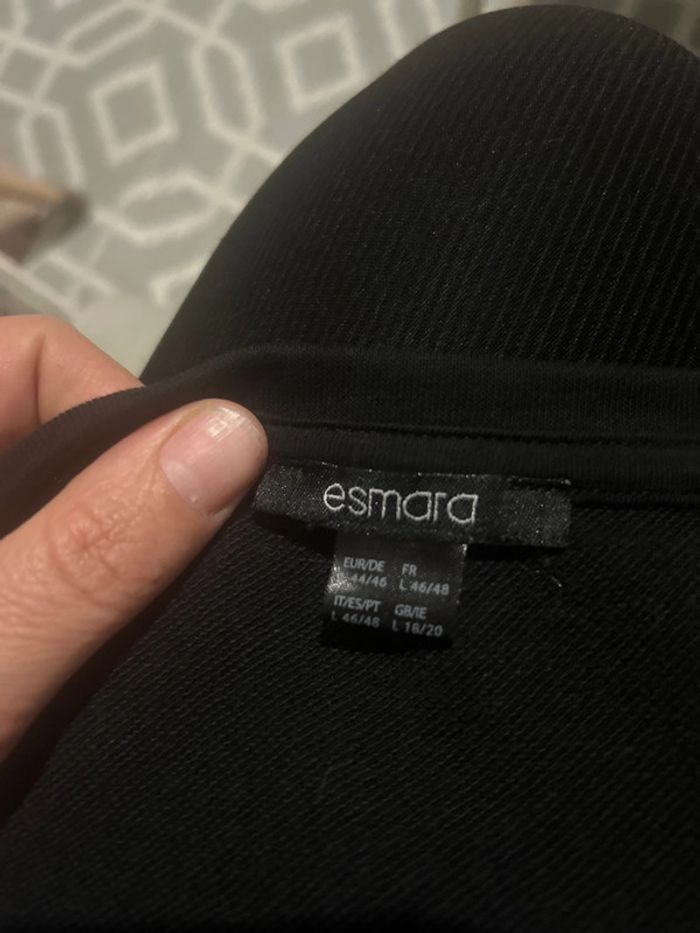 esmara
EUR/DE FR
44/46 L 46/48
IT/ES/PT GB/IE
L 46/48 L 18/20